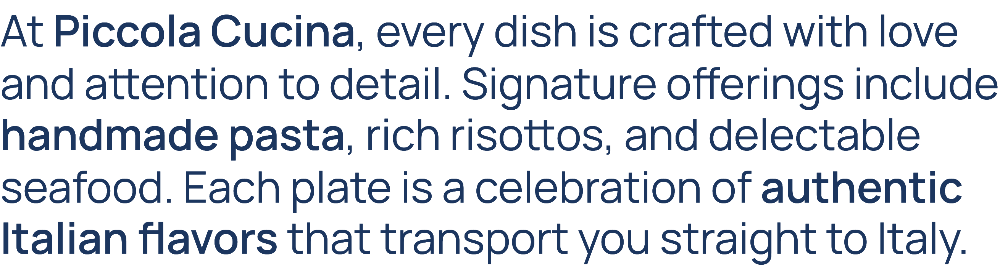 At Piccola Cucina, every dish is crafted with love
and attention to detail. Signature offerings include
handmade pasta, rich risottos, and delectable
seafood. Each plate is a celebration of authentic
Italian flavors that transport you straight to Italy.